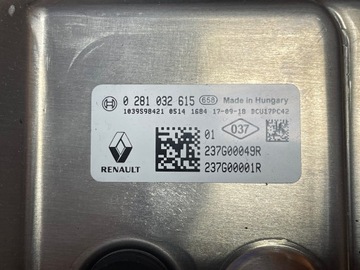 0 281 032 615 658 Made in Hungary
1039S98421 0514 1684 17-09-18 DCU17PC42
01 037
237G00049R
RENAULT 237G00001R